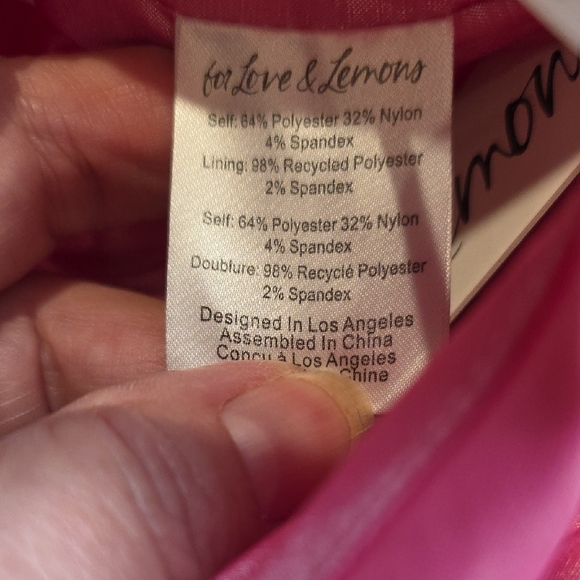 for Love & Lemons
Self: 64% Polyester 32% Nylon
4% Spandex
Lining: 98% Recycled Polyester
2% Spandex
Self: 64% Polyester 32% Nylon
4% Spandex
Doublure: 98% Recyclé Polyester
2% Spandex
Designed In Los Angeles
Assembled In China
Conçu à Los Angeles
Chine